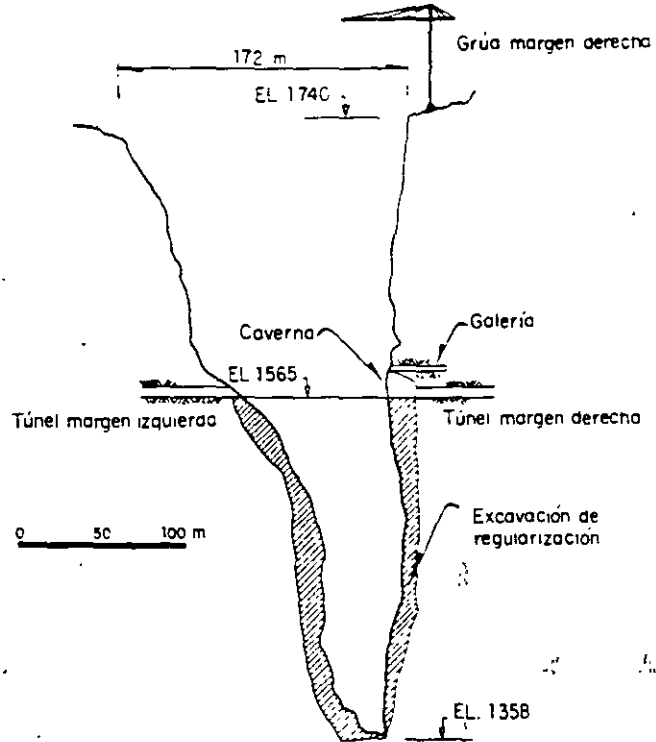 Grúa margen derecha
172 m
EL 1740
Caverna
Galería
EL 1565
Túnel margen izquierda
Túnel margen derecha
0 50 100 m
Excavación de
regularización
EL. 1358